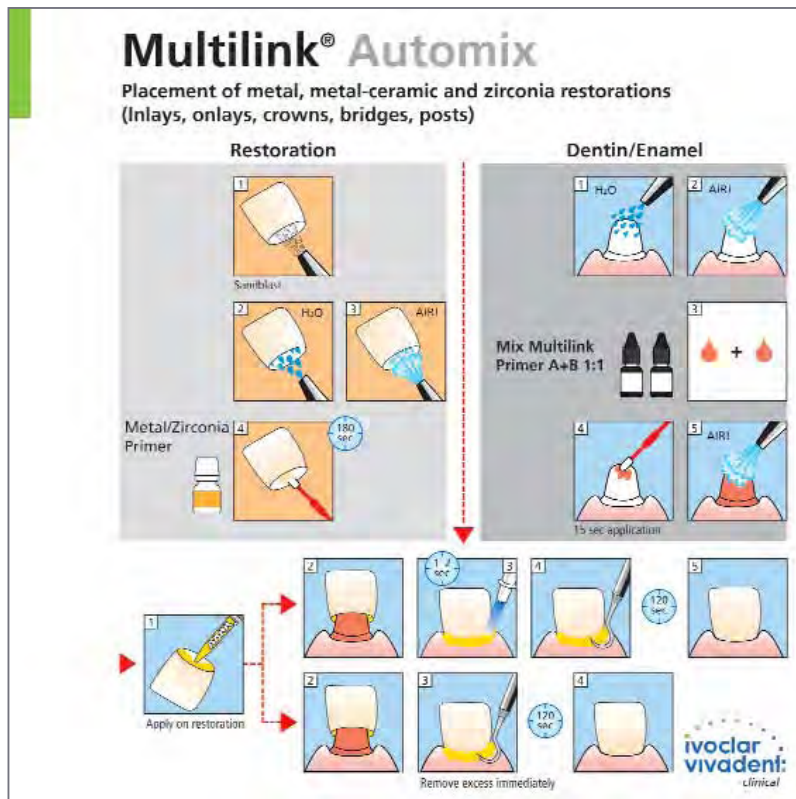 Multilink® Automix
Placement of metal, metal-ceramic and zirconia restorations
(Inlays, onlays, crowns, bridges, posts)
Restoration
1
Sandblast
2
H₂O
3
AIR!
Metal/Zirconia
Primer
4
180
sec
Dentin/Enamel
1
H₂O
2
AIR!
Mix Multilink
Primer A+B 1:1
3
+
4
15 sec application
5
AIR!
1
Apply on restoration
2
sec
3
4
120
sec
5
2
3
Remove excess immediately
120
sec
4
ivoclar
vivadent:
clinical